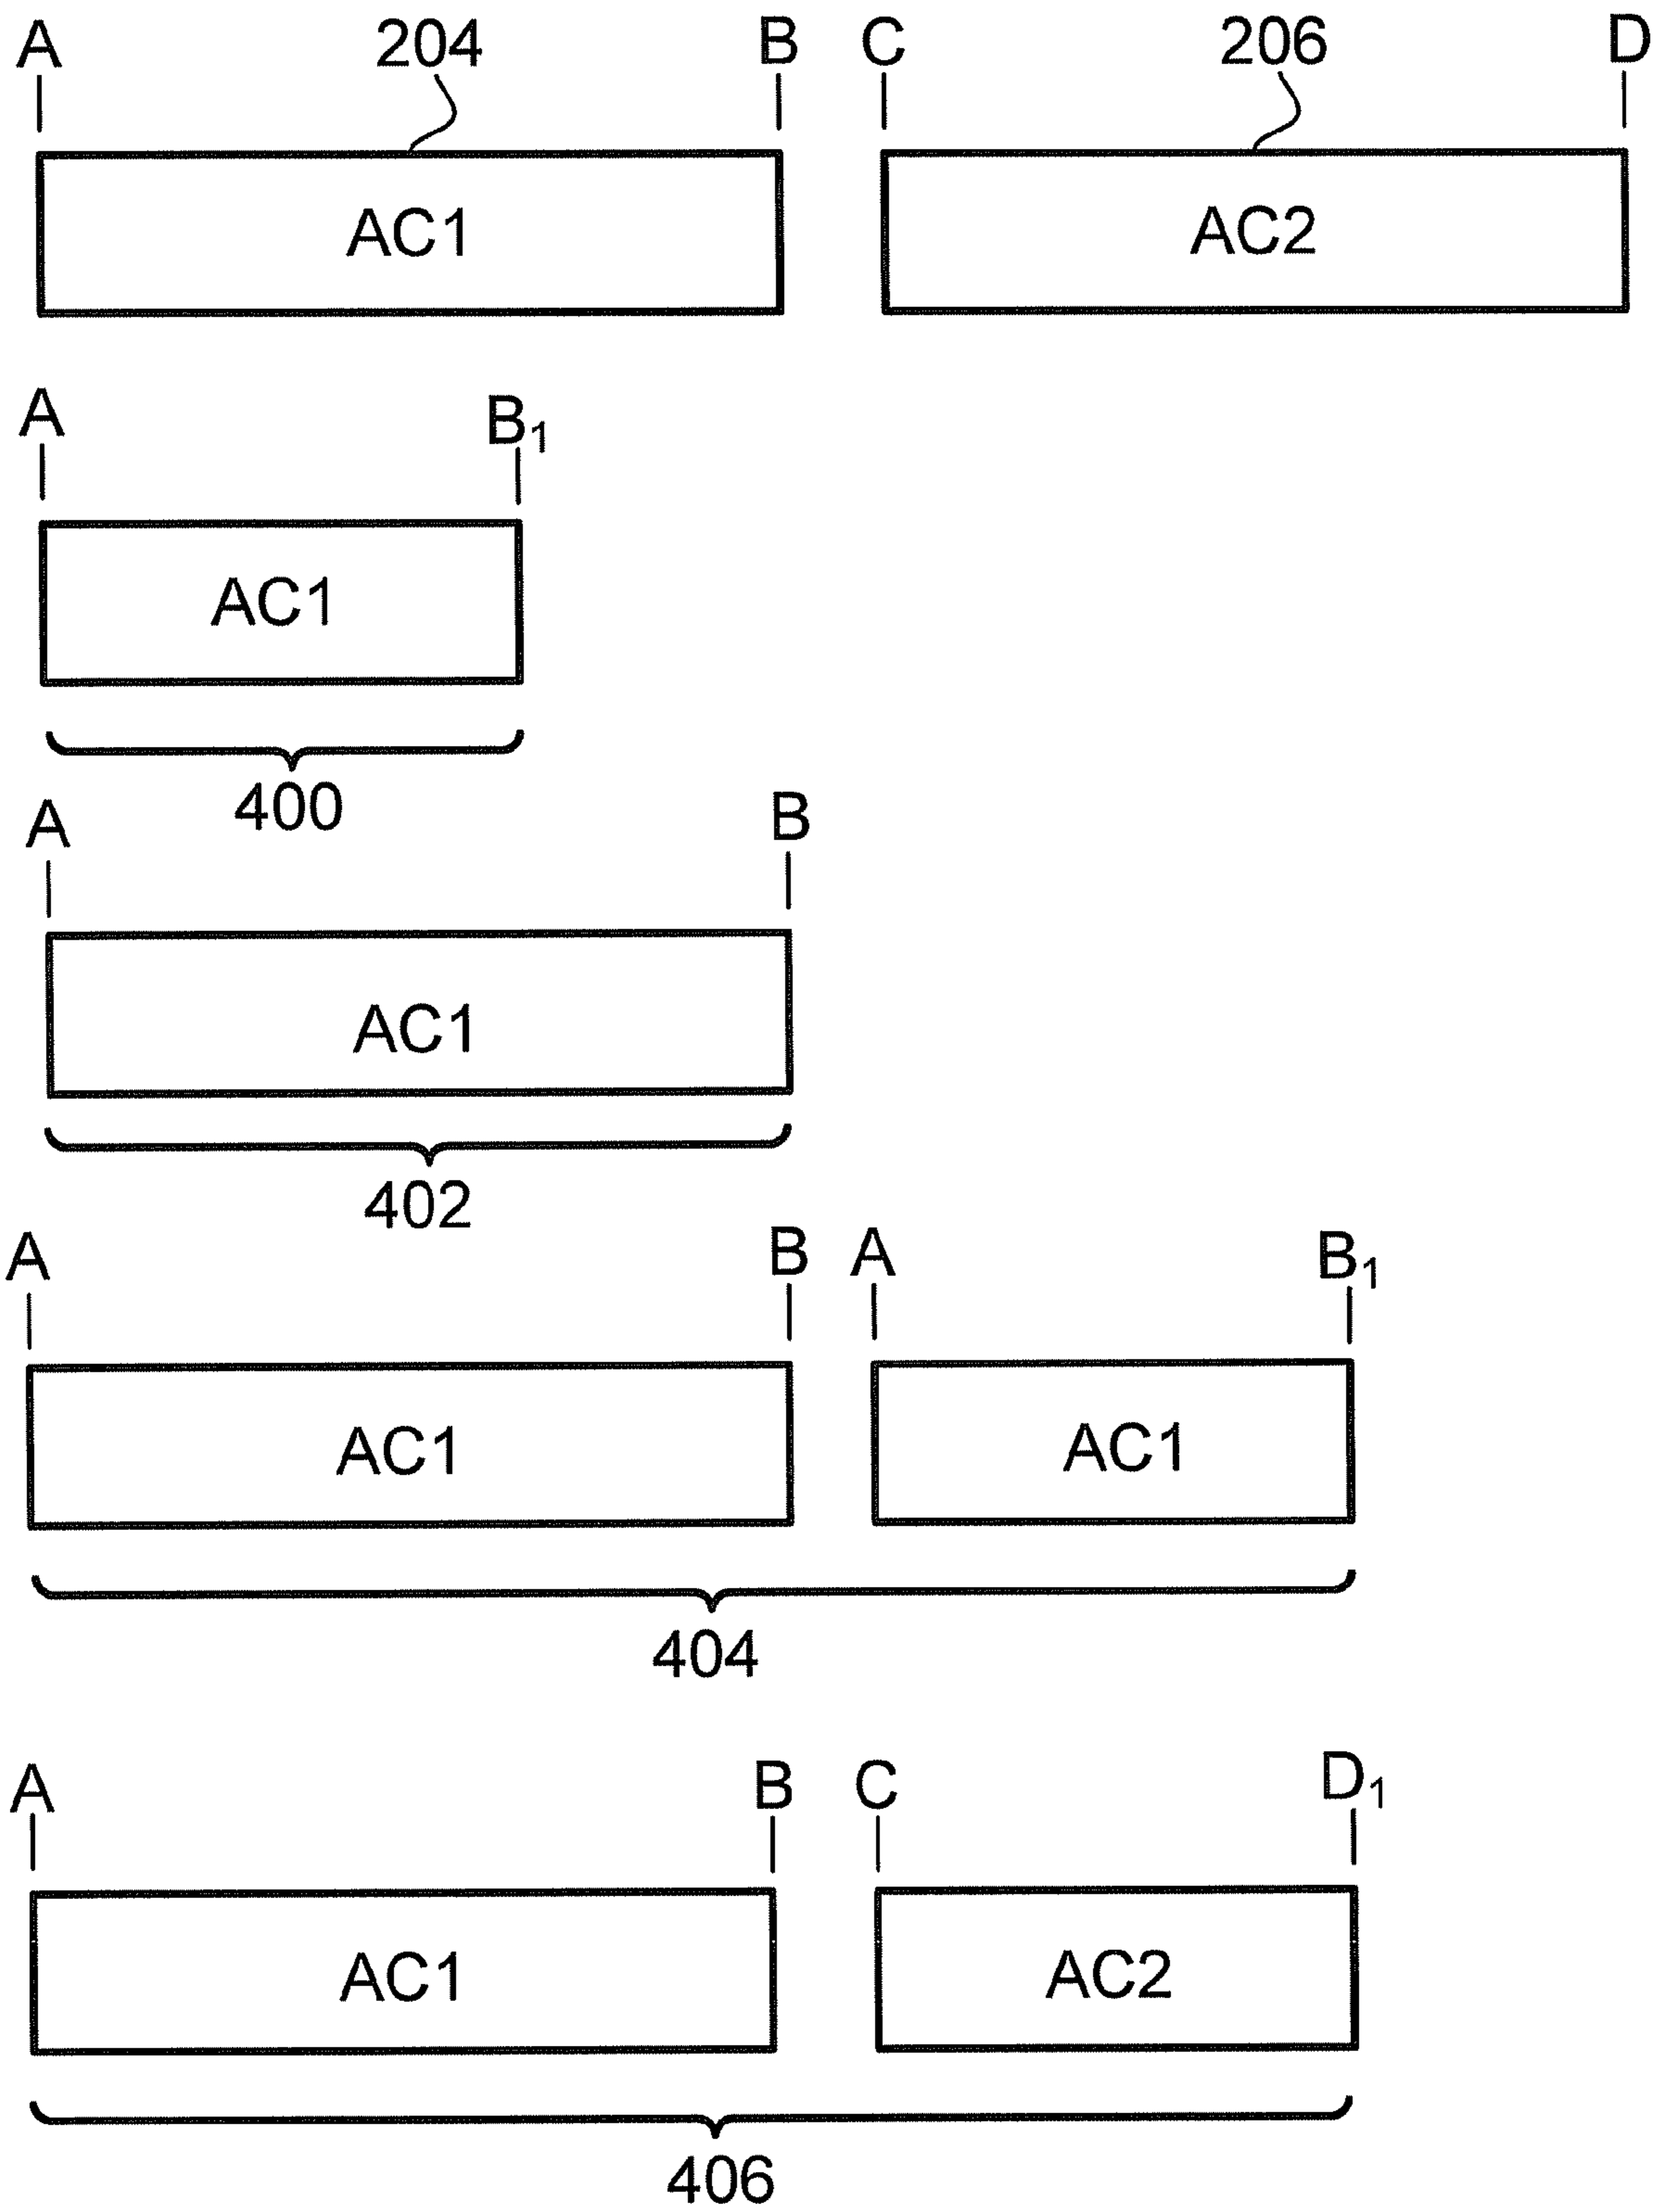 A 204 B C 206 D
AC1 AC2
A B₁
AC1
400
A B
AC1
402
A B A B₁
AC1 AC1
404
A B C D₁
AC1 AC2
406